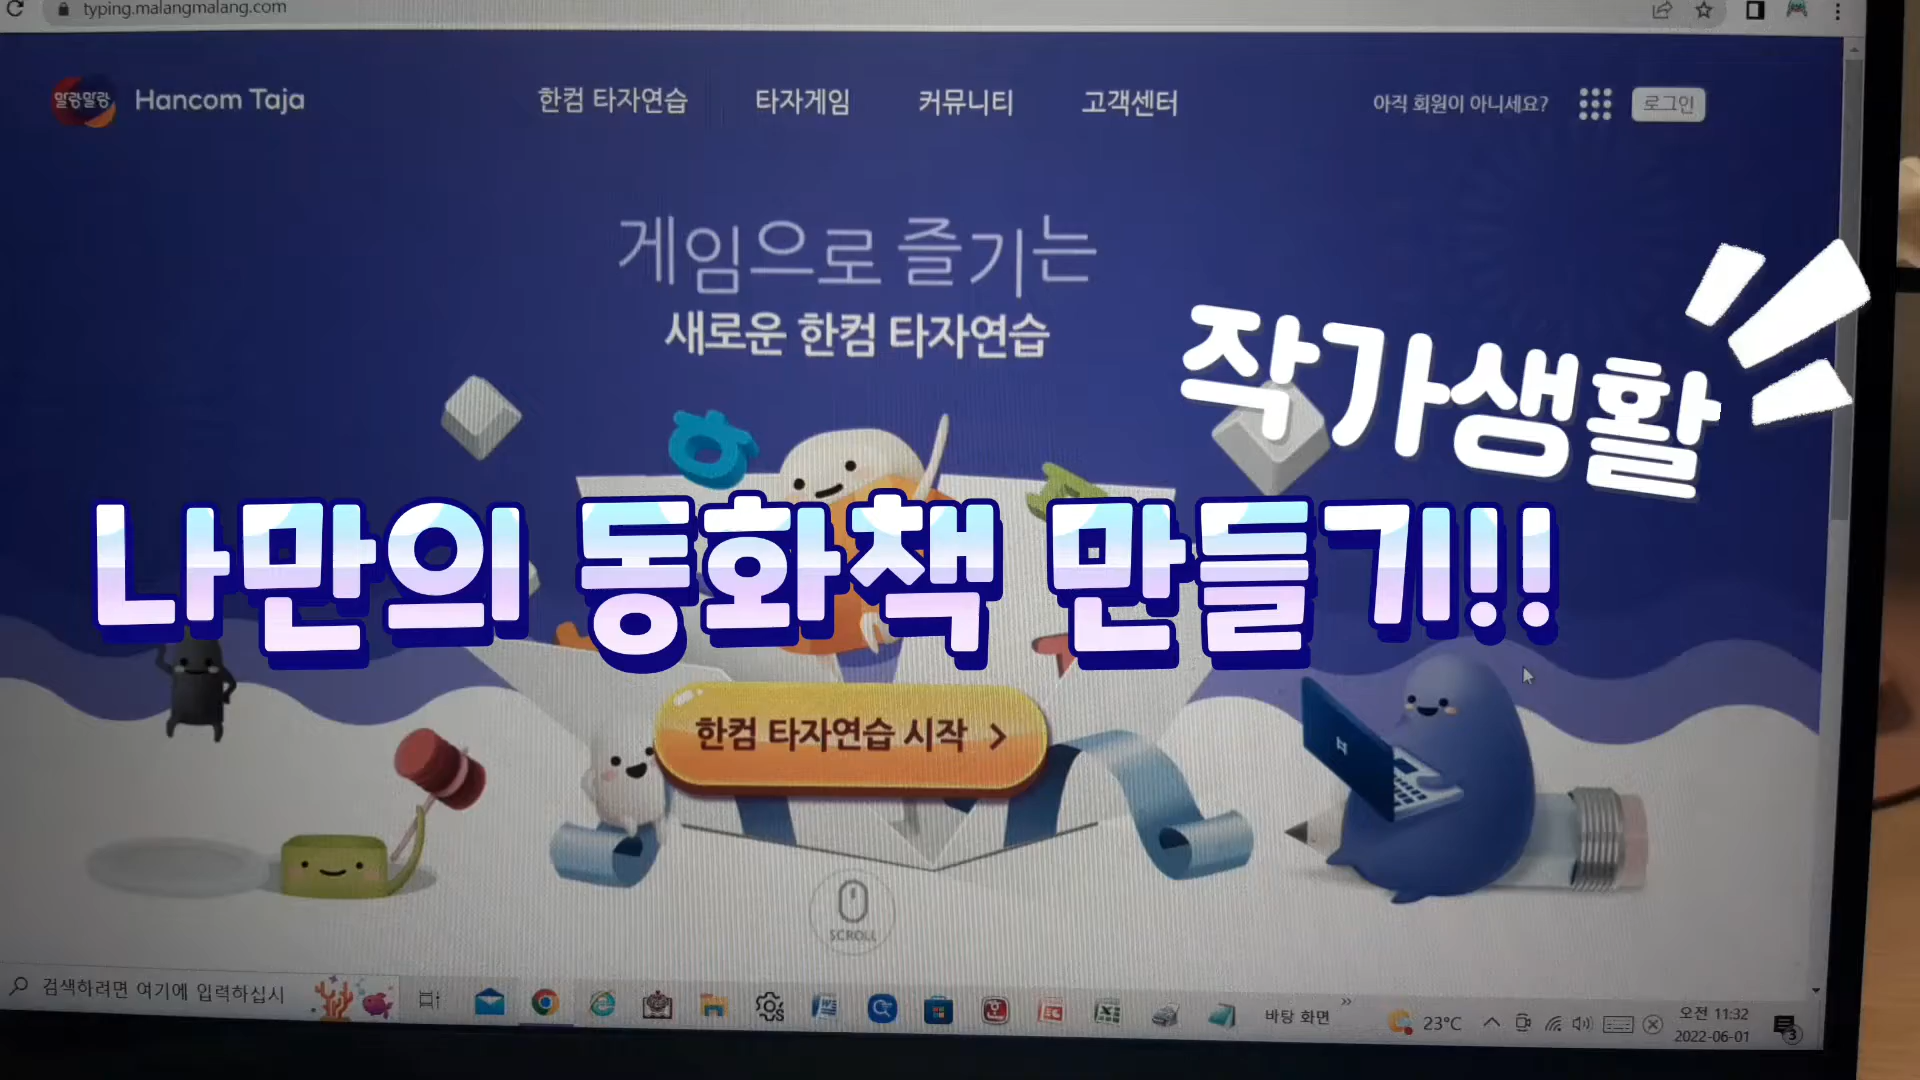 typing.malangmalang.com
말랑말랑 Hancom Taja 한컴 타자연습 타자게임 커뮤니티 고객센터 아직 회원이 아니세요? 로그인
게임으로 즐기는
새로운 한컴 타자연습
작가생활
나만의 동화책 만들기!!
한컴 타자연습 시작 >
SCROLL
검색하려면 여기에 입력하십시
바탕 화면
23°C
오전 11:32
2022-06-01
3